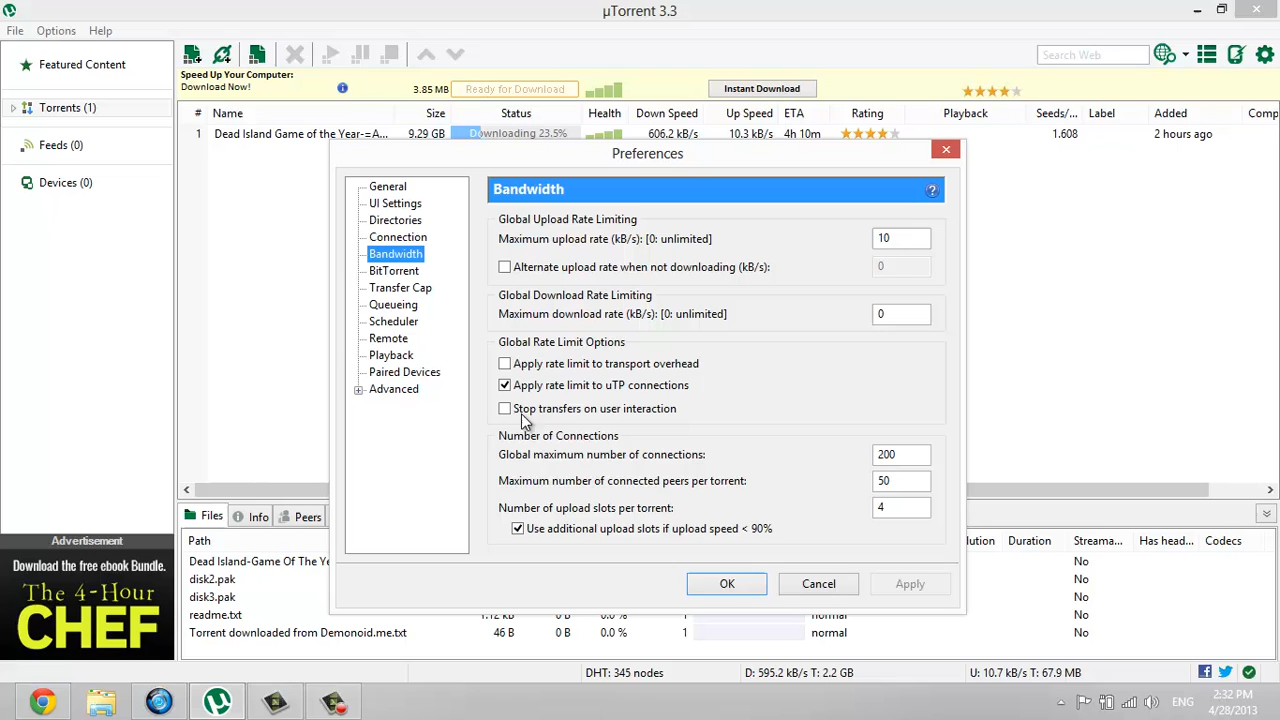 µTorrent 3.3
File Options Help
Featured Content
Torrents (1)
Feeds (0)
Devices (0)
Search Web
Speed Up Your Computer:
Download Now!
3.85 MB
Ready for Download
Instant Download
# Name Size Status Health Down Speed Up Speed ETA Rating Playback Seeds/... Label Added Comp
1 Dead Island Game of the Year-=A... 9.29 GB Downloading 23.5% 606.2 kB/s 10.3 kB/s 4h 10m 1.608 2 hours ago
Preferences
General
UI Settings
Directories
Connection
Bandwidth
BitTorrent
Transfer Cap
Queueing
Scheduler
Remote
Playback
Paired Devices
Advanced
Bandwidth
Global Upload Rate Limiting
Maximum upload rate (kB/s): [0: unlimited] 10
Alternate upload rate when not downloading (kB/s): 0
Global Download Rate Limiting
Maximum download rate (kB/s): [0: unlimited] 0
Global Rate Limit Options
Apply rate limit to transport overhead
Apply rate limit to uTP connections
Stop transfers on user interaction
Number of Connections
Global maximum number of connections: 200
Maximum number of connected peers per torrent: 50
Number of upload slots per torrent: 4
Use additional upload slots if upload speed < 90%
OK Cancel Apply
Files Info Peers
Path lution Duration Streama... Has head... Codecs
Dead Island-Game Of The Ye No
disk2.pak No
disk3.pak No
readme.txt 1.12 kB 0 B 0.0 % 1 normal No
Torrent downloaded from Demonoid.me.txt 46 B 0 B 0.0 % 1 normal No
Advertisement
Download the free ebook Bundle.
The 4-Hour
CHEF
DHT: 345 nodes D: 595.2 kB/s T: 2.2 GB U: 10.7 kB/s T: 67.9 MB
ENG
2:32 PM
4/28/2013